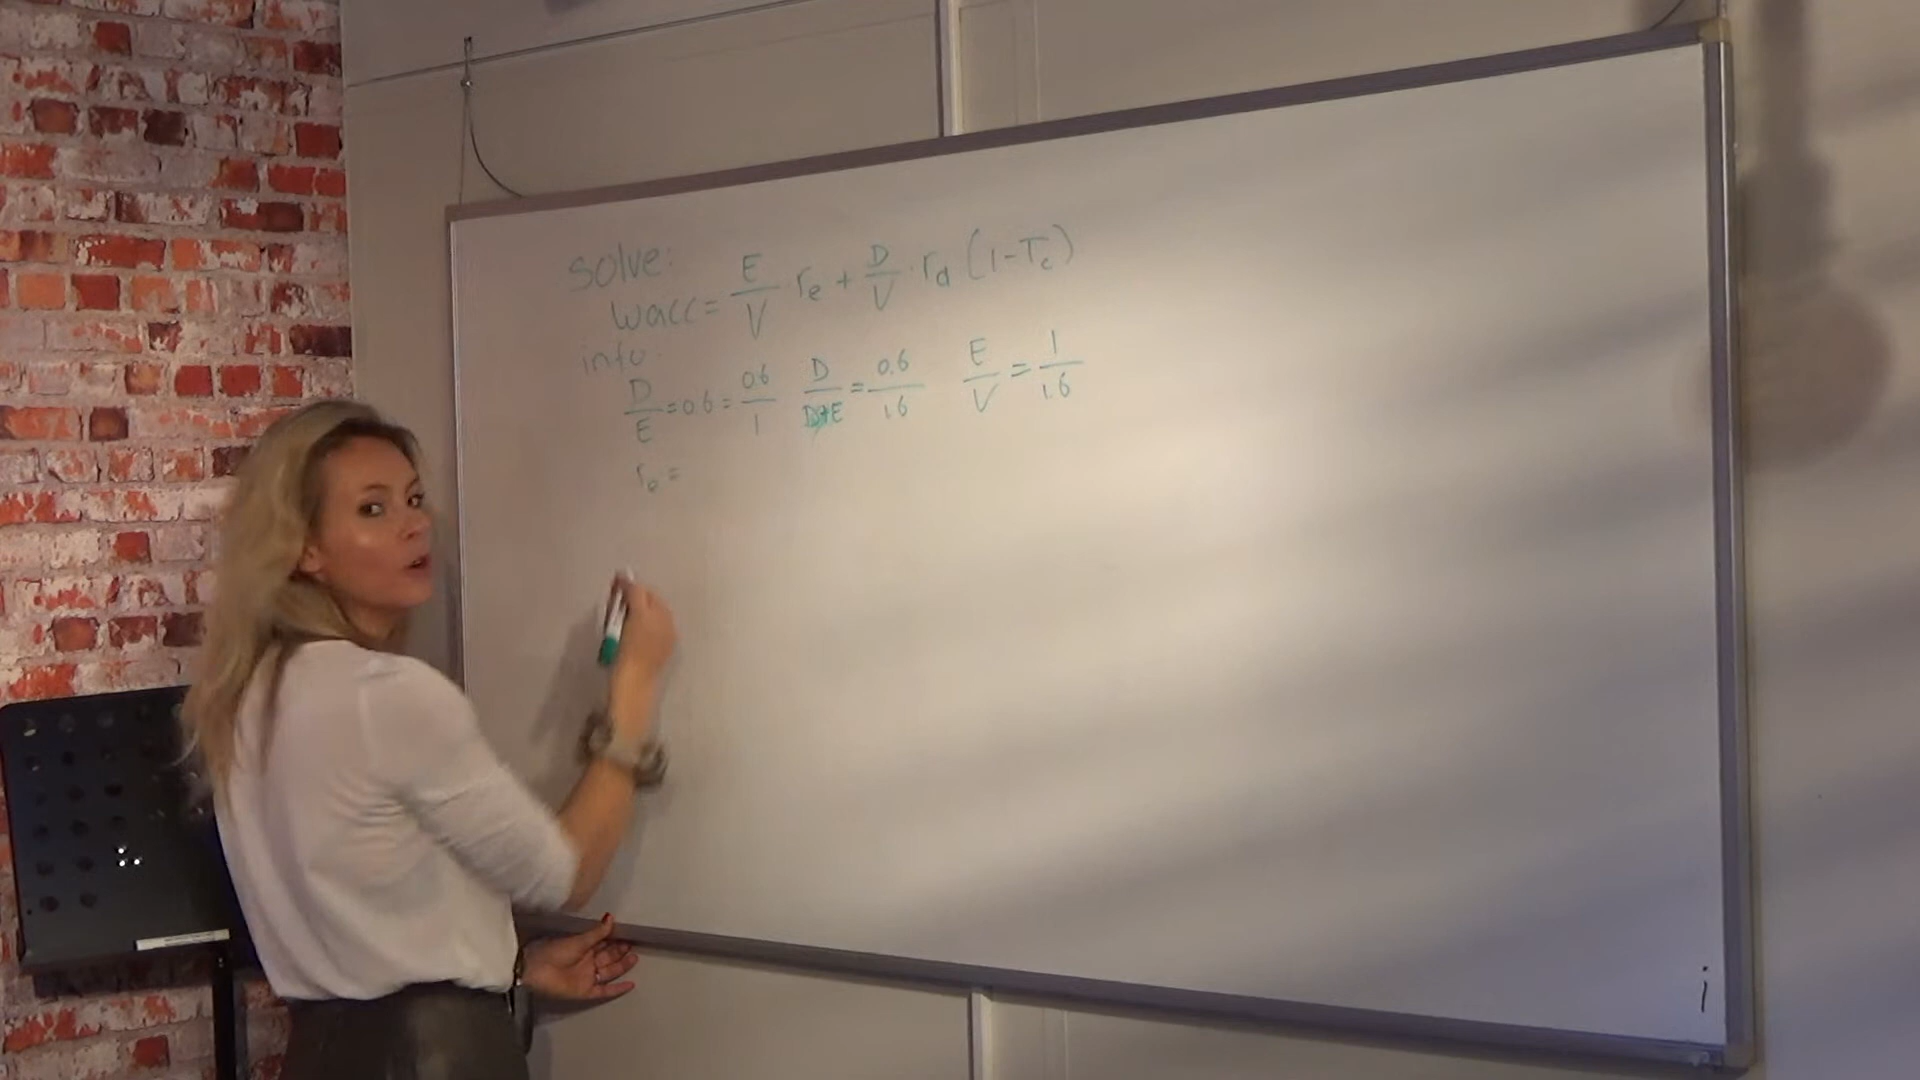 solve:
wacc = E/V · re + D/V · rd (1-Tc)
info:
D/E = 0.6 = 0.6/1 D/D+E = 0.6/1.6 E/V = 1/1.6
re =
i